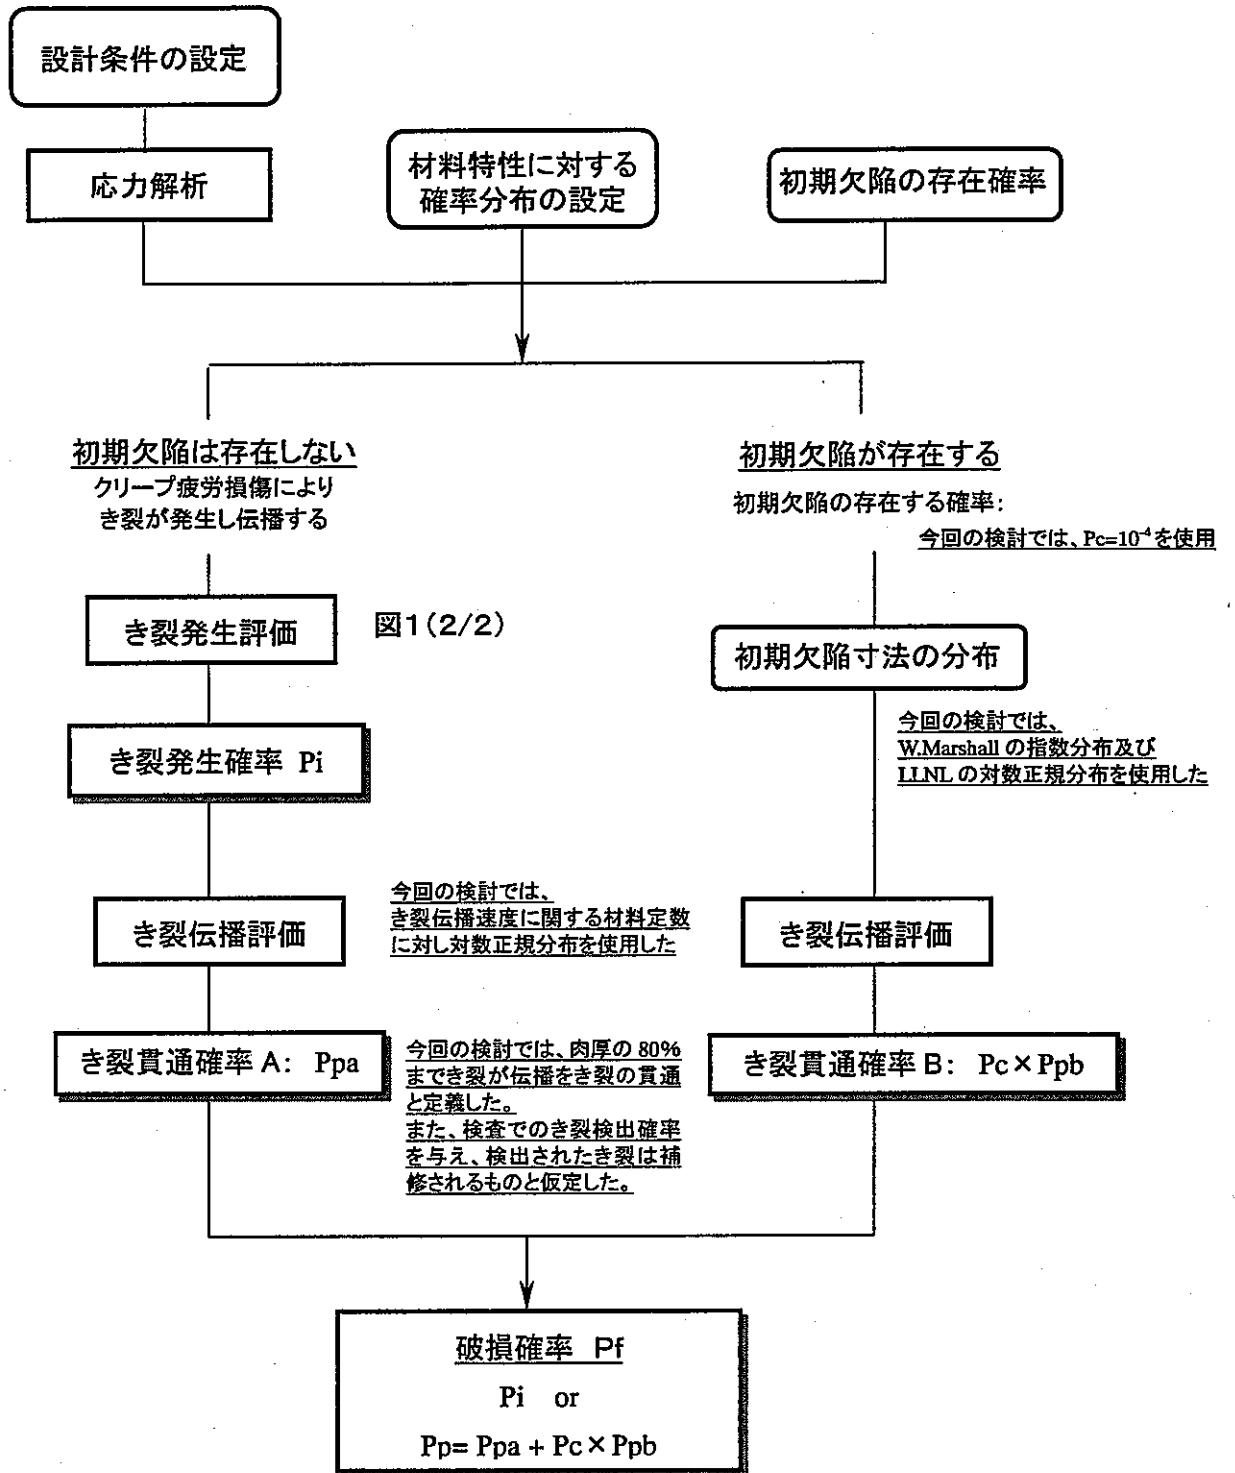 設計条件の設定
応力解析
材料特性に対する
確率分布の設定
初期欠陥の存在確率
初期欠陥は存在しない
クリープ疲労損傷により
き裂が発生し伝播する
初期欠陥が存在する
初期欠陥の存在する確率:
今回の検討では、Pc=10⁻⁴を使用
き裂発生評価
図1(2/2)
初期欠陥寸法の分布
き裂発生確率 Pi
今回の検討では、
W.Marshall の指数分布及び
LLNL の対数正規分布を使用した
き裂伝播評価
今回の検討では、
き裂伝播速度に関する材料定数
に対し対数正規分布を使用した
き裂伝播評価
き裂貫通確率 A: Ppa
今回の検討では、肉厚の 80%
までき裂が伝播をき裂の貫通
と定義した。
また、検査でのき裂検出確率
を与え、検出されたき裂は補
修されるものと仮定した。
き裂貫通確率 B: Pc×Ppb
破損確率 Pf
Pi or
Pp= Ppa + Pc×Ppb